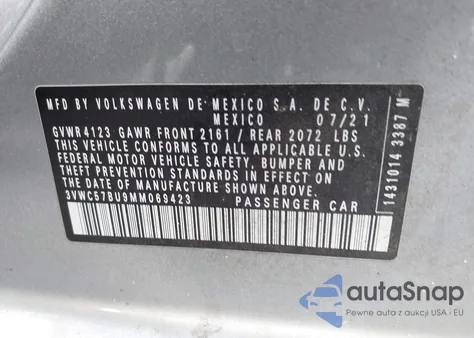 MFD BY VOLKSWAGEN DE MEXICO S.A. DE C.V.
MEXICO 07/21
GVWR4123 GAWR FRONT 2161 / REAR 2072 LBS
THIS VEHICLE CONFORMS TO ALL APPLICABLE U.S.
FEDERAL MOTOR VEHICLE SAFETY, BUMPER AND
THEFT PREVENTION STANDARDS IN EFFECT ON THE
DATE OF MANUFACTURE SHOWN ABOVE
3VWC57BU9MM069423 PASSENGER CAR
1431014 3387 M
autoSnap
Pewne auta z aukcji USA - EU